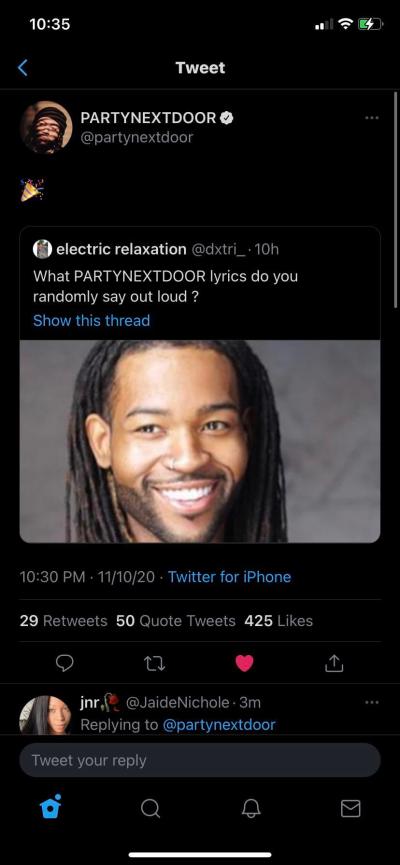 10:35
Tweet
PARTYNEXTDOOR
@partynextdoor
🎉
electric relaxation @dxtri_ · 10h
What PARTYNEXTDOOR lyrics do you
randomly say out loud ?
Show this thread
10:30 PM · 11/10/20 · Twitter for iPhone
29 Retweets 50 Quote Tweets 425 Likes
jnr,🥀 @JaideNichole · 3m
Replying to @partynextdoor
Tweet your reply